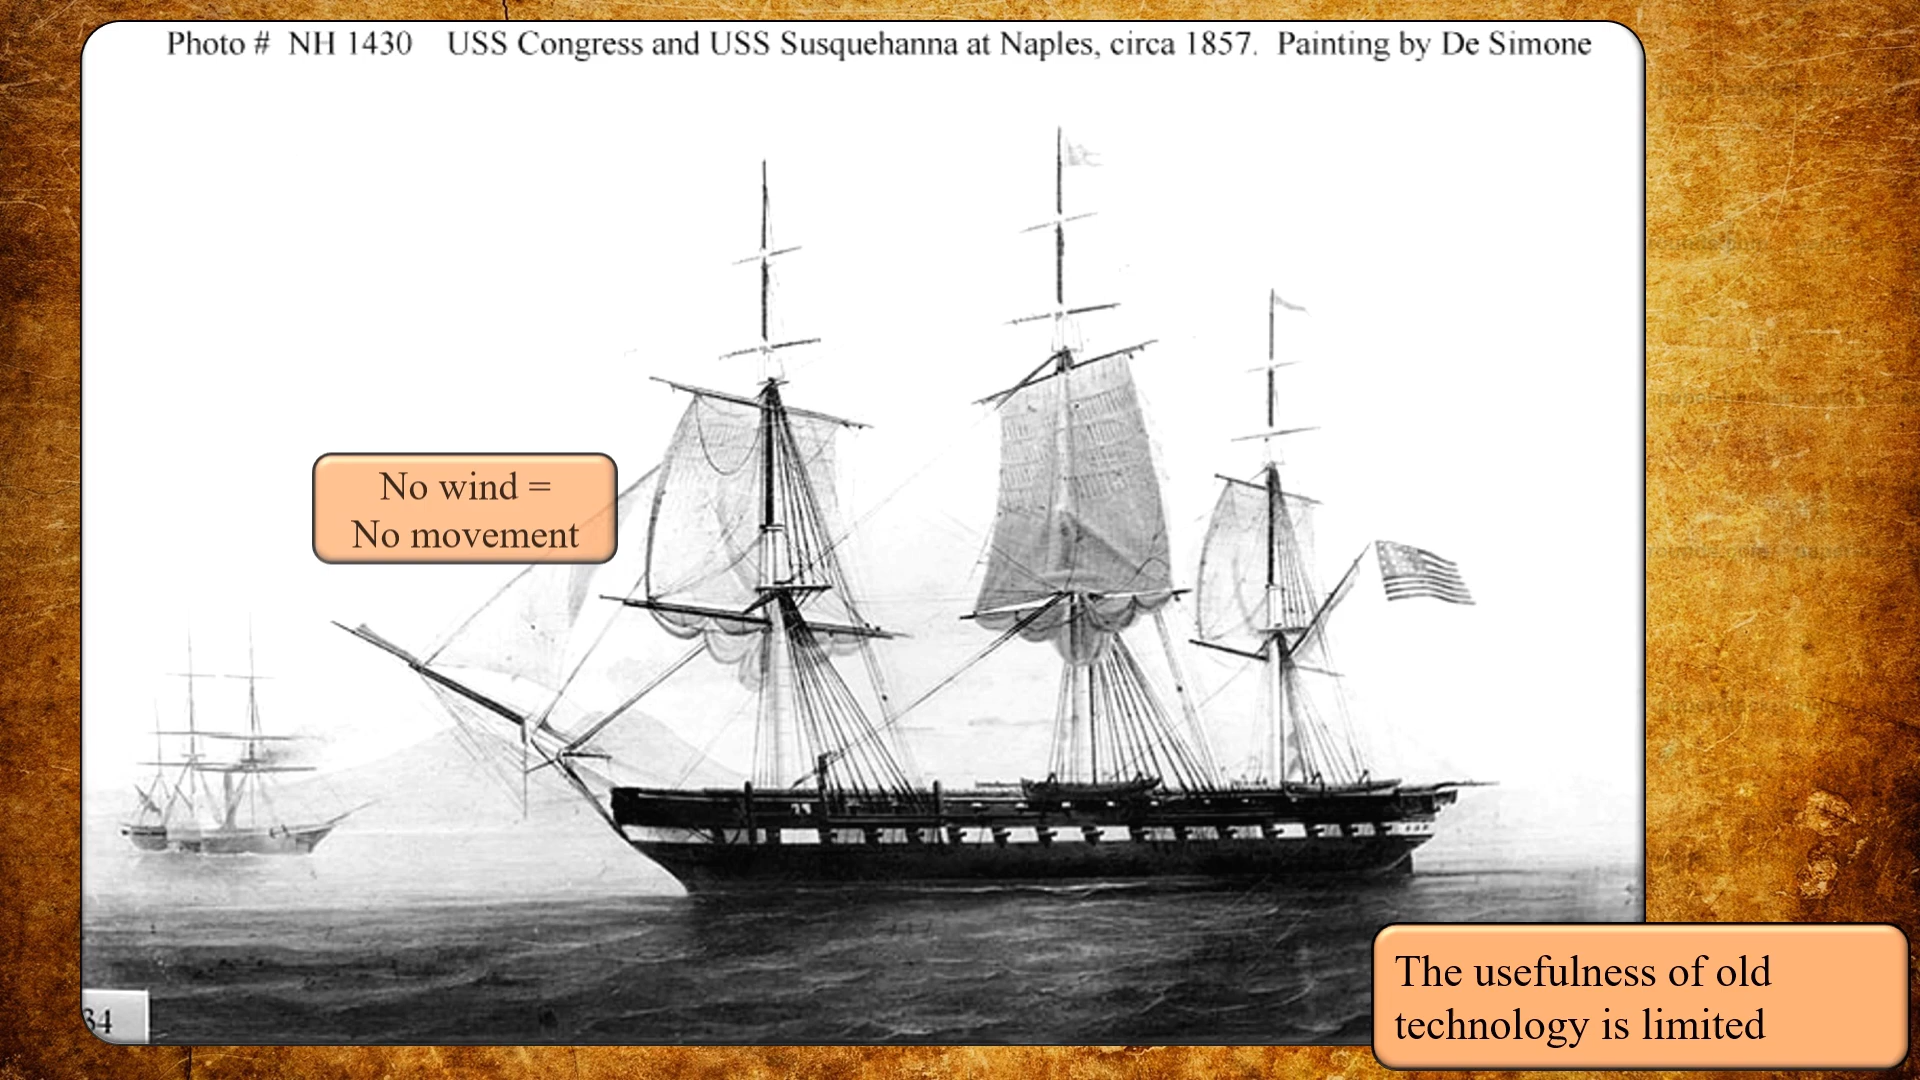 Photo # NH 1430 USS Congress and USS Susquehanna at Naples, circa 1857. Painting by De Simone
No wind =
No movement
34
The usefulness of old
technology is limited